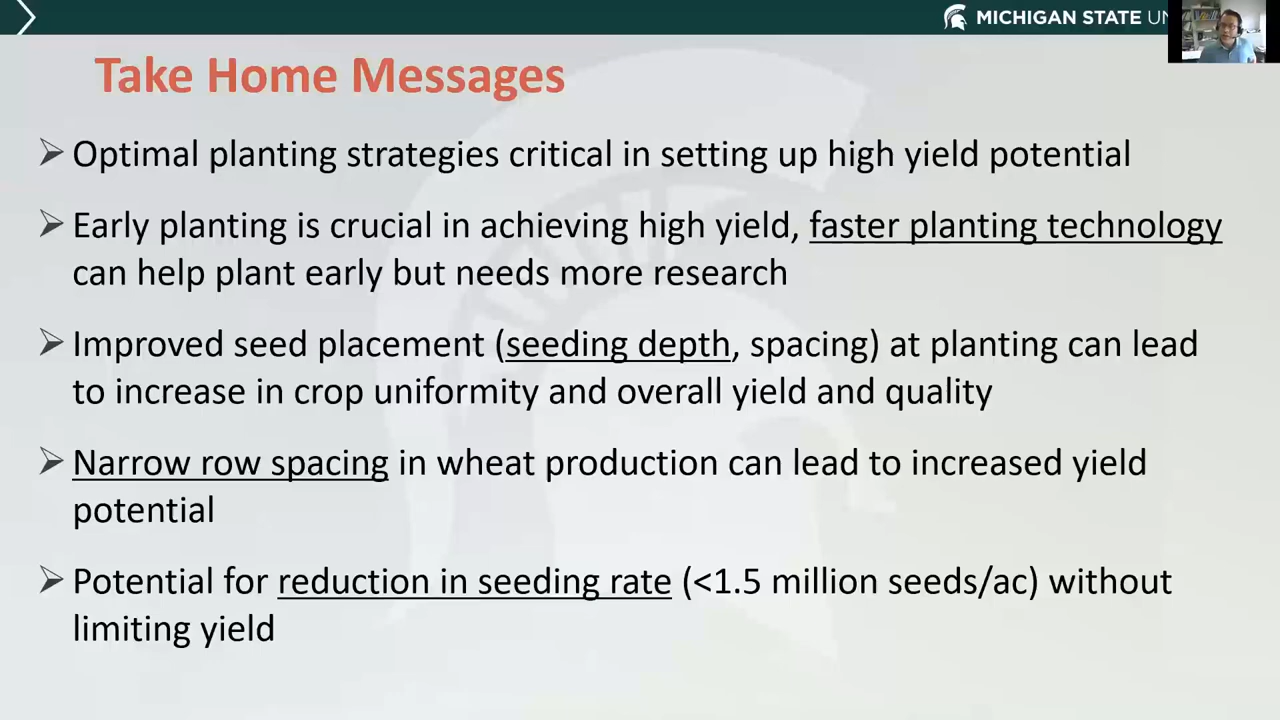 MICHIGAN STATE UN
Take Home Messages
Optimal planting strategies critical in setting up high yield potential
Early planting is crucial in achieving high yield, faster planting technology
can help plant early but needs more research
Improved seed placement (seeding depth, spacing) at planting can lead
to increase in crop uniformity and overall yield and quality
Narrow row spacing in wheat production can lead to increased yield
potential
Potential for reduction in seeding rate (<1.5 million seeds/ac) without
limiting yield